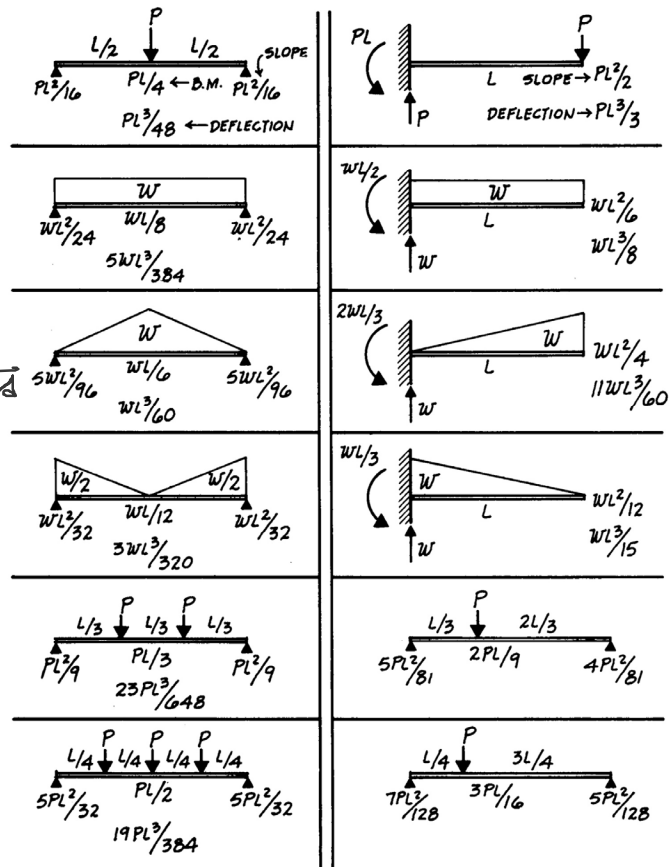 P
L/2 L/2 SLOPE
PL²/16 PL/4 ← B.M. PL²/16
PL³/48 ← DEFLECTION
P
PL
L SLOPE → PL²/2
P DEFLECTION → PL³/3
W
WL²/24 WL/8 WL²/24
5WL³/384
WL/2
W
L WL²/6
W WL³/8
W
5WL²/96 WL/6 5WL²/96
WL³/60
2WL/3
W
L WL²/4
W 11WL³/60
W/2 W/2
WL²/32 WL/12 WL²/32
3WL³/320
WL/3
W
L WL²/12
W WL³/15
P P
L/3 L/3 L/3
PL²/9 PL/3 PL²/9
23PL³/648
P
L/3 2L/3
5PL²/81 2PL/9 4PL²/81
P P P
L/4 L/4 L/4 L/4
5PL²/32 PL/2 5PL²/32
19PL³/384
P
L/4 3L/4
7PL²/128 3PL/16 5PL²/128